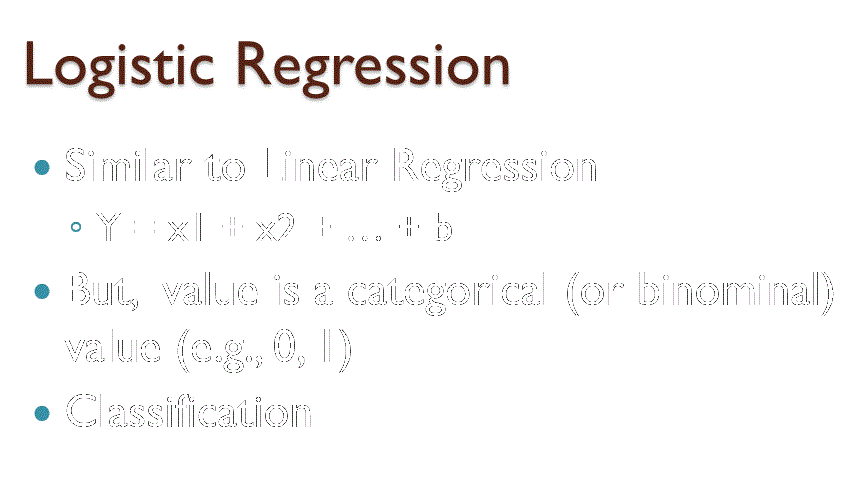 Logistic Regression
Similar to Linear Regression
Y = x1 + x2 + … + b
But, value is a categorical (or binominal)
value (e.g., 0, 1)
Classification